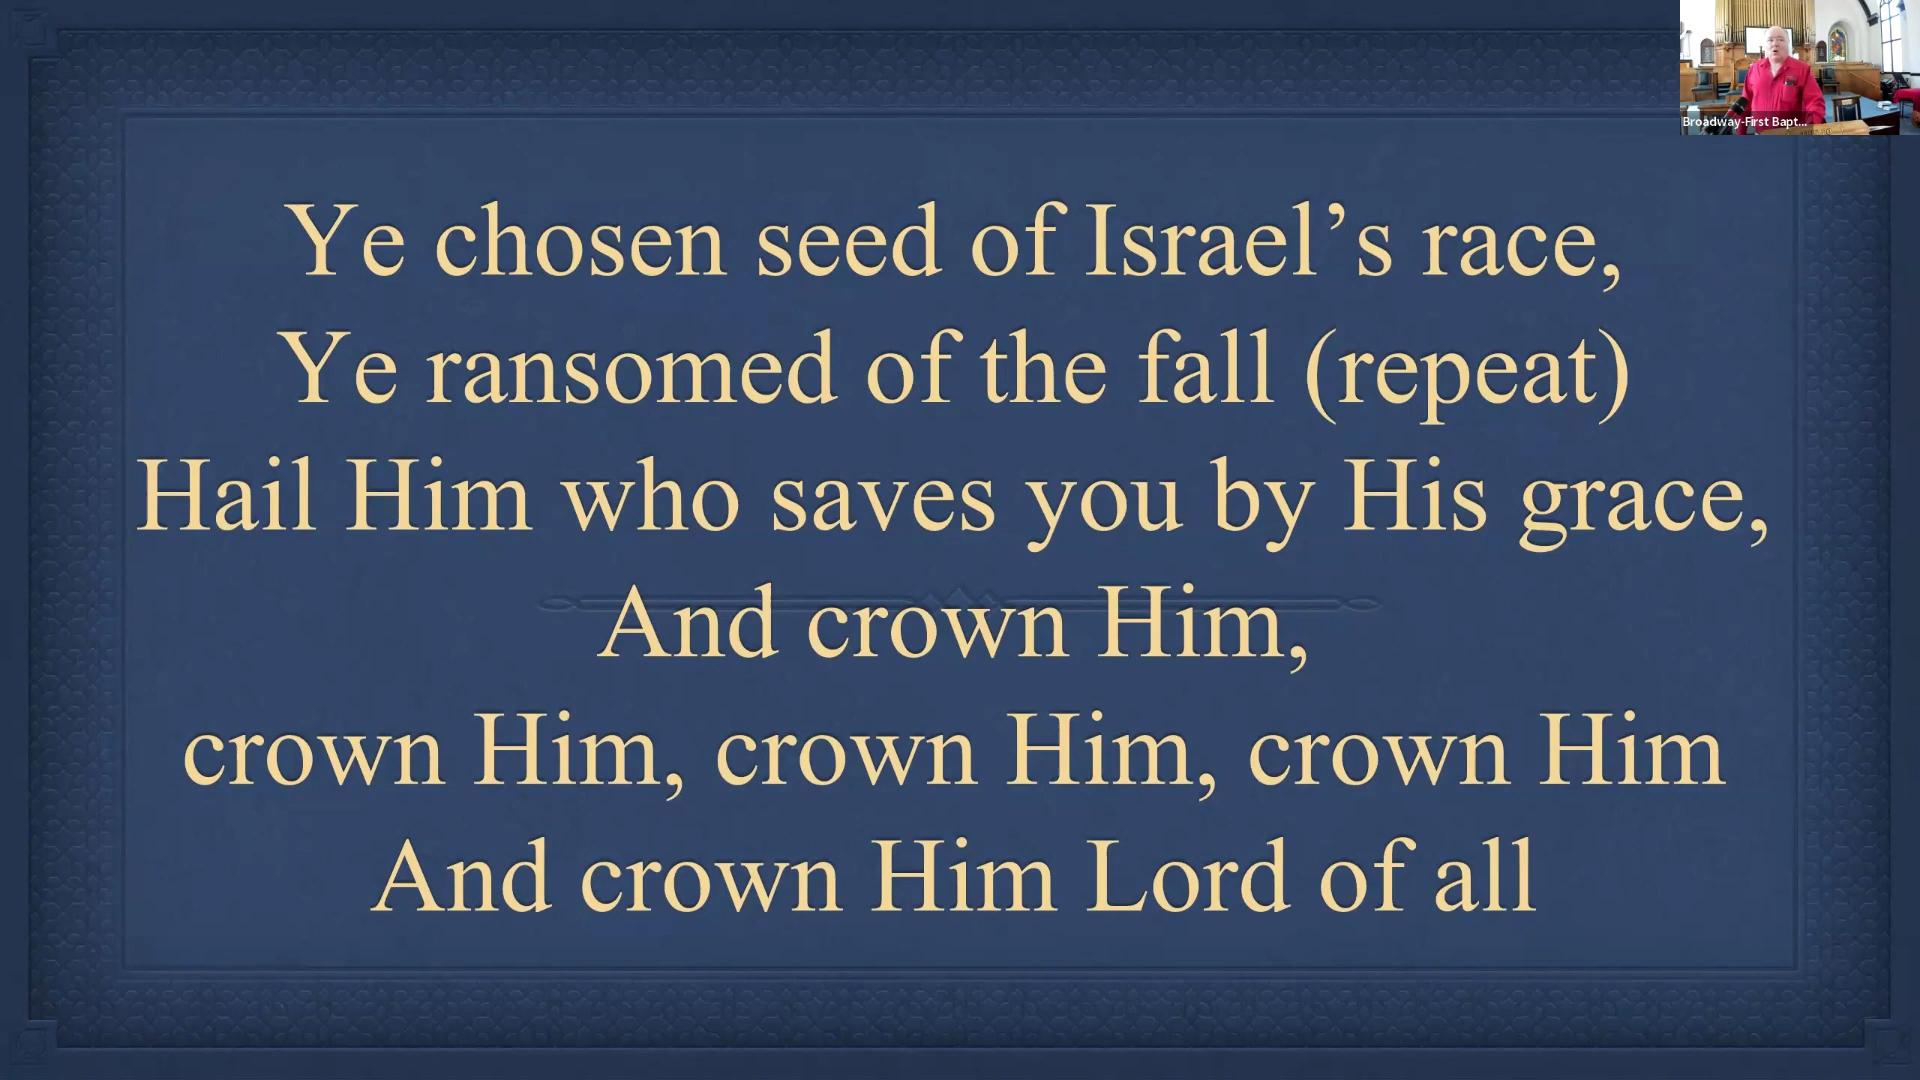 Broadway-First Bapt...
Ye chosen seed of Israel’s race,
Ye ransomed of the fall (repeat)
Hail Him who saves you by His grace,
And crown Him,
crown Him, crown Him, crown Him
And crown Him Lord of all